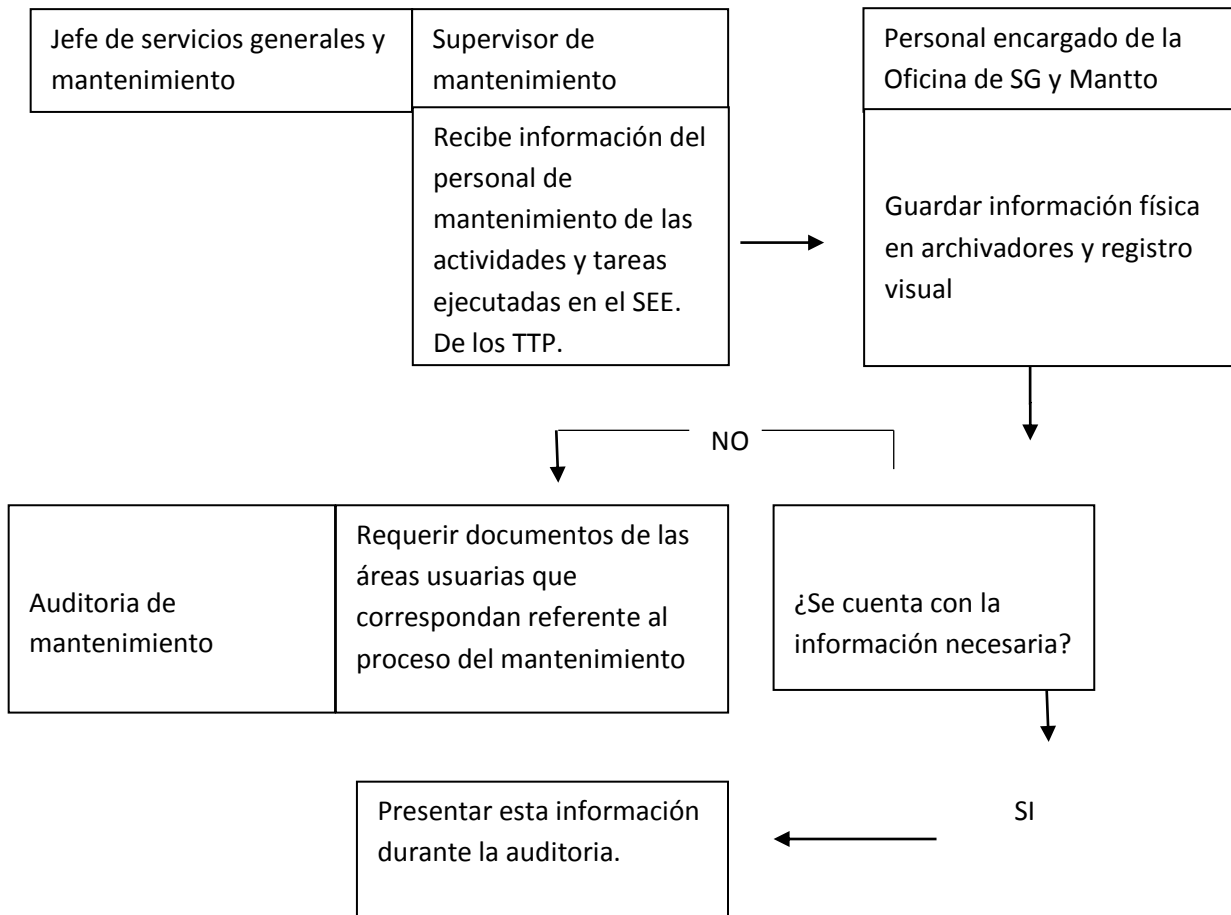 Jefe de servicios generales y
mantenimiento
Supervisor de
mantenimiento
Personal encargado de la
Oficina de SG y Mantto
Recibe información del
personal de
mantenimiento de las
actividades y tareas
ejecutadas en el SEE.
De los TTP.
Guardar información física
en archivadores y registro
visual
NO
Auditoria de
mantenimiento
Requerir documentos de las
áreas usuarias que
correspondan referente al
proceso del mantenimiento
¿Se cuenta con la
información necesaria?
Presentar esta información
durante la auditoria.
SI